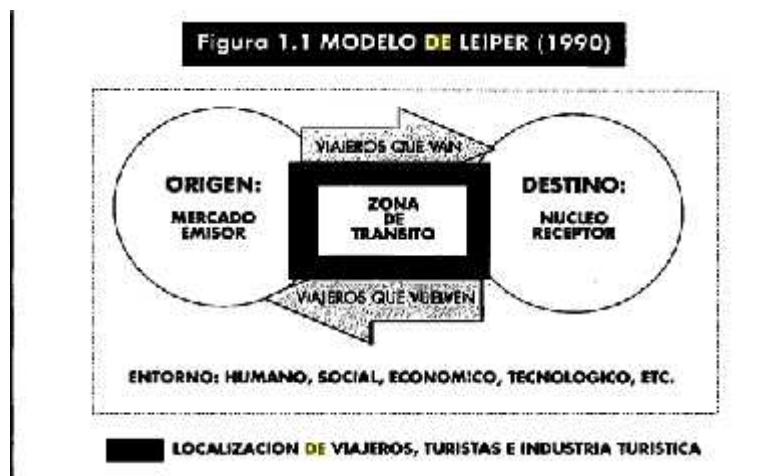 Figura 1.1 MODELO DE LEIPER (1990)
VIAJEROS QUE VAN
ORIGEN:
MERCADO
EMISOR
ZONA
DE
TRANSITO
DESTINO:
NUCLEO
RECEPTOR
VIAJEROS QUE VUELVEN
ENTORNO: HUMANO, SOCIAL, ECONOMICO, TECNOLOGICO, ETC.
LOCALIZACION DE VIAJEROS, TURISTAS E INDUSTRIA TURISTICA